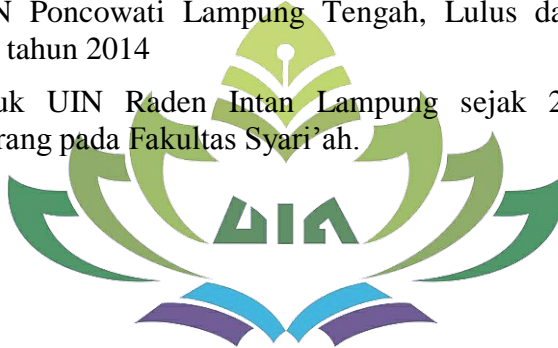 N Poncowati Lampung Tengah, Lulus da
tahun 2014
uk UIN Raden Intan Lampung sejak 2
rang pada Fakultas Syari'ah.
UIN